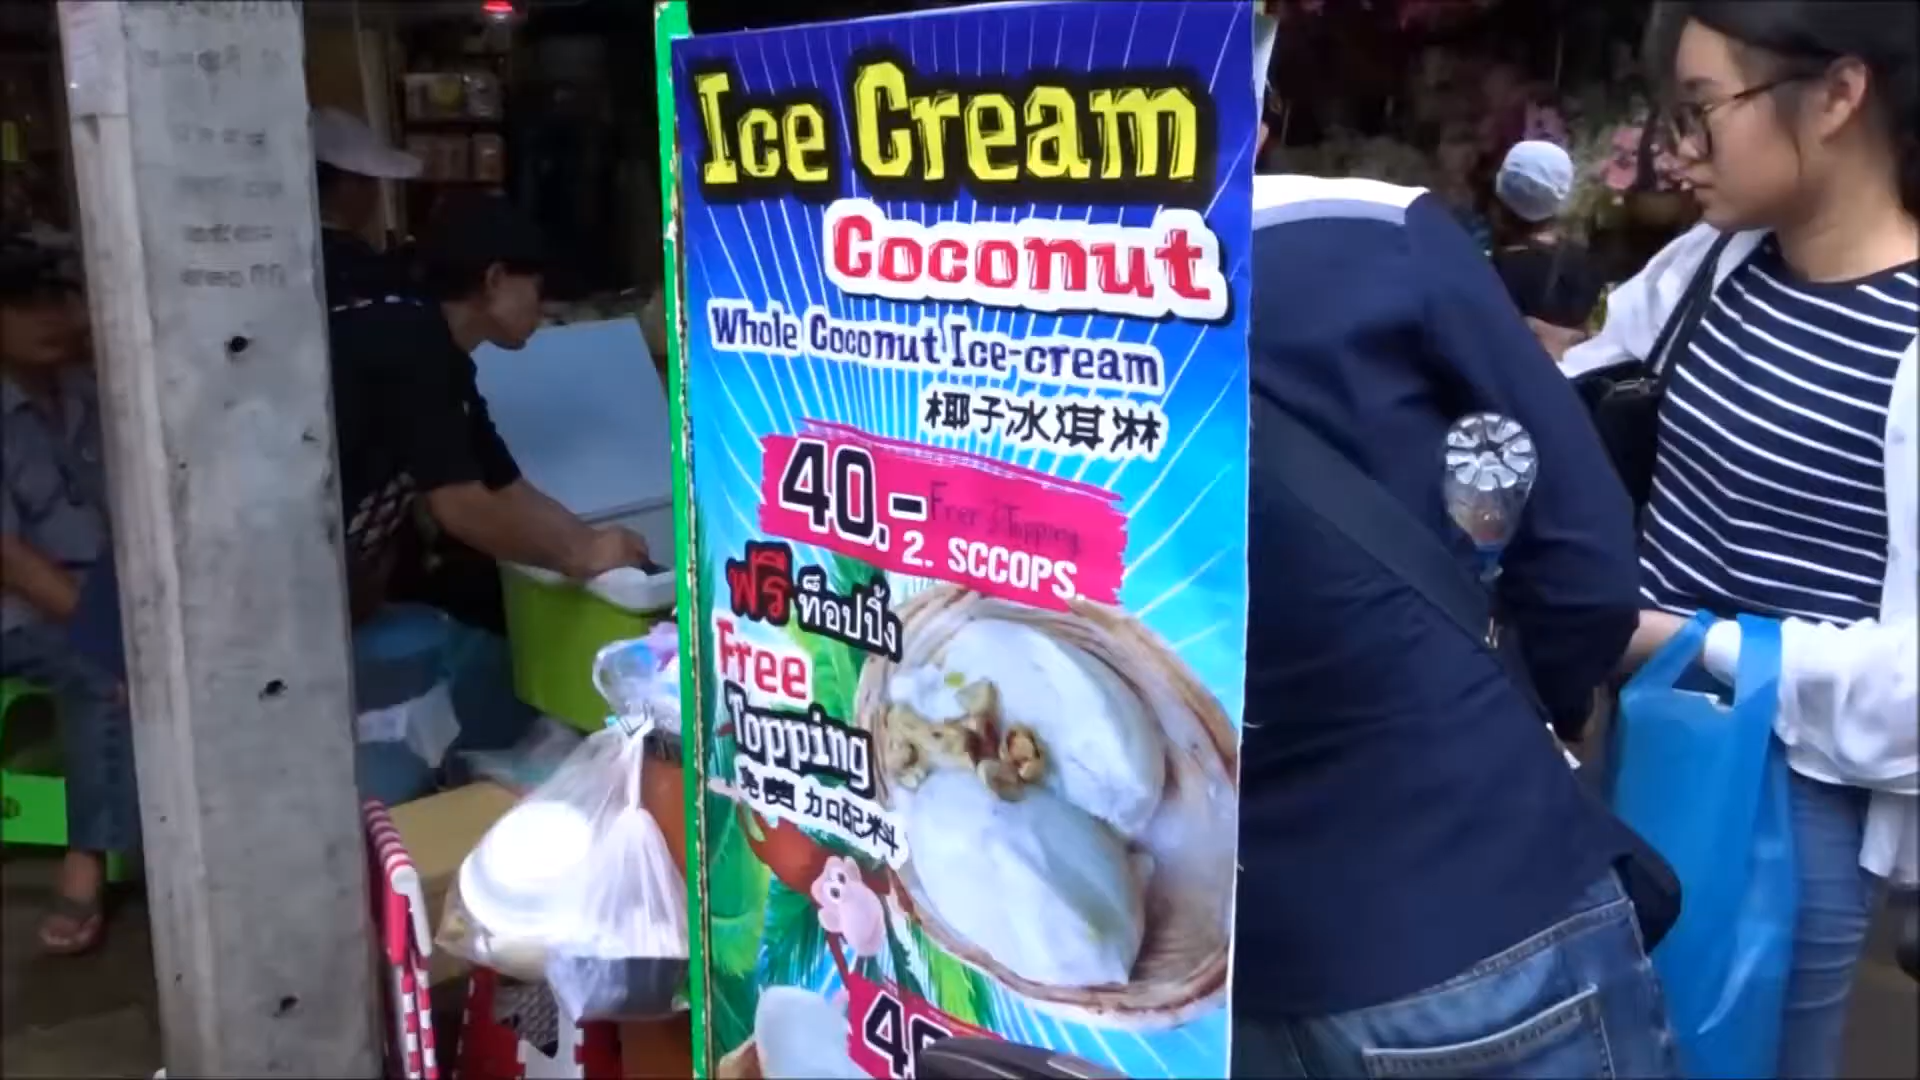 Ice Cream
Coconut
Whole Coconut Ice-cream
椰子冰淇淋
40.- Free Topping
2. SCCOPS.
ฟรี ท็อปปิ้ง
Free
Topping
免费加配料
40